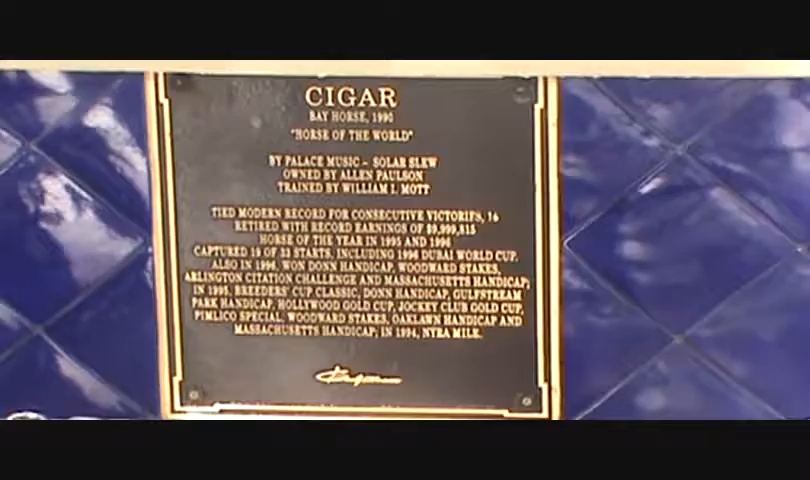 CIGAR
BAY HORSE, 1990
"HORSE OF THE WORLD"
BY PALACE MUSIC - SOLAR SLEW
OWNED BY ALLEN PAULSON
TRAINED BY WILLIAM I. MOTT
TIED MODERN RECORD FOR CONSECUTIVE VICTORIES, 16
RETIRED WITH RECORD EARNINGS OF $9,999,815
HORSE OF THE YEAR IN 1995 AND 1996
CAPTURED 19 OF 33 STARTS, INCLUDING 1996 DUBAI WORLD CUP.
ALSO IN 1996, WON DONN HANDICAP, WOODWARD STAKES,
ARLINGTON CITATION CHALLENGE AND MASSACHUSETTS HANDICAP;
IN 1995, BREEDERS' CUP CLASSIC, DONN HANDICAP, GULFSTREAM
PARK HANDICAP, HOLLYWOOD GOLD CUP, JOCKEY CLUB GOLD CUP,
PIMLICO SPECIAL, WOODWARD STAKES, OAKLAWN HANDICAP AND
MASSACHUSETTS HANDICAP; IN 1994, NYRA MILE.